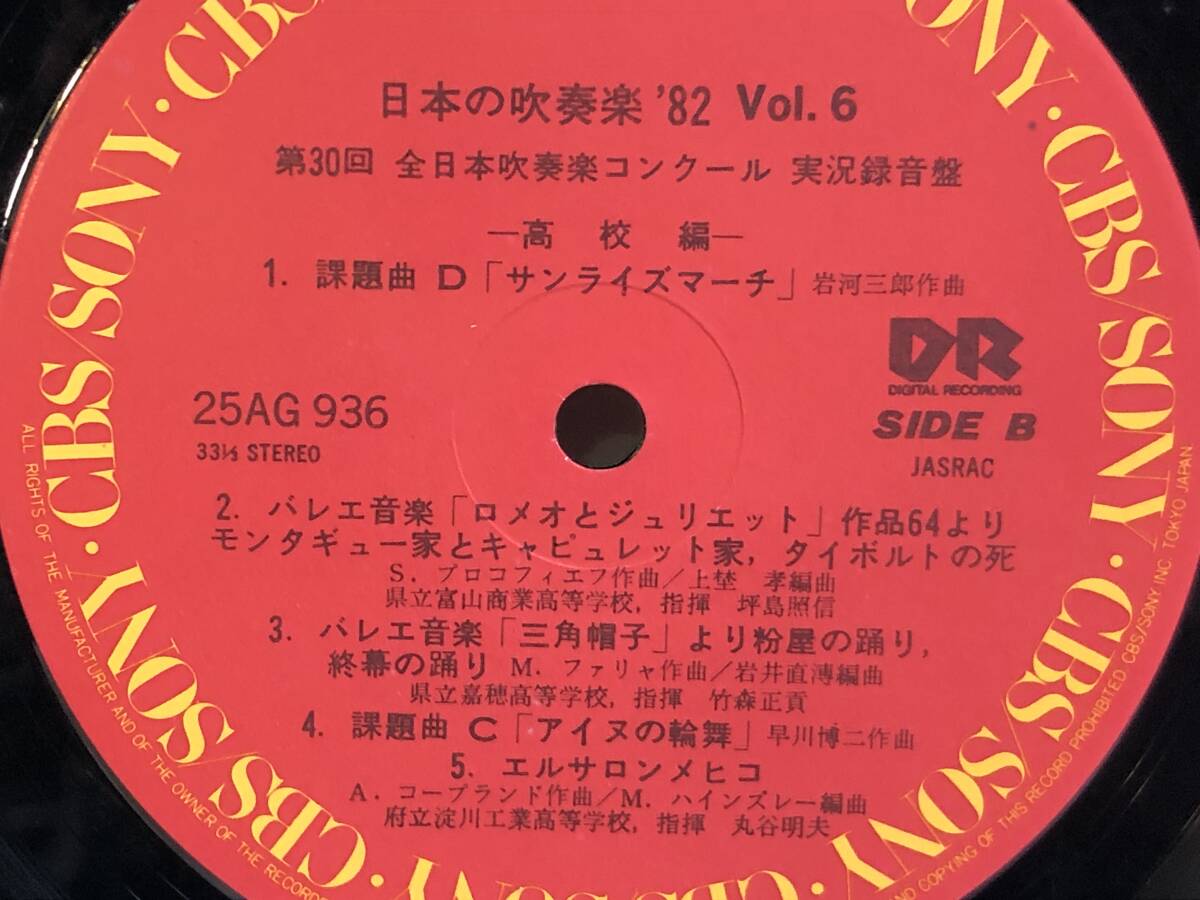 日本の吹奏楽 '82 Vol. 6
第30回 全日本吹奏楽コンクール 実況録音盤
—高 校 編—
1. 課題曲 D「サンライズマーチ」岩河三郎作曲
DR
DIGITAL RECORDING
25AG 936
SIDE B
33⅓ STEREO
JASRAC
2. バレエ音楽「ロメオとジュリエット」作品64より
モンタギュー家とキャピュレット家, タイボルトの死
S. プロコフィエフ作曲/上埜 孝編曲
県立富山商業高等学校, 指揮 坪島照信
3. バレエ音楽「三角帽子」より粉屋の踊り,
終幕の踊り M. ファリャ作曲/岩井直溥編曲
県立嘉穂高等学校, 指揮 竹森正貢
4. 課題曲 C「アイヌの輪舞」早川博二作曲
5. エルサロンメヒコ
A. コープランド作曲/M. ハインズレー編曲
府立淀川工業高等学校, 指揮 丸谷明夫
CBS/SONY · CBS/SONY · CBS/SONY · CBS/SONY · CBS/SONY · CBS/SONY
ALL RIGHTS OF THE MANUFACTURER AND OF THE OWNER OF THE RECORDED
AND COPYING OF THIS RECORD PROHIBITED CBS/SONY INC. TOKYO JAPAN